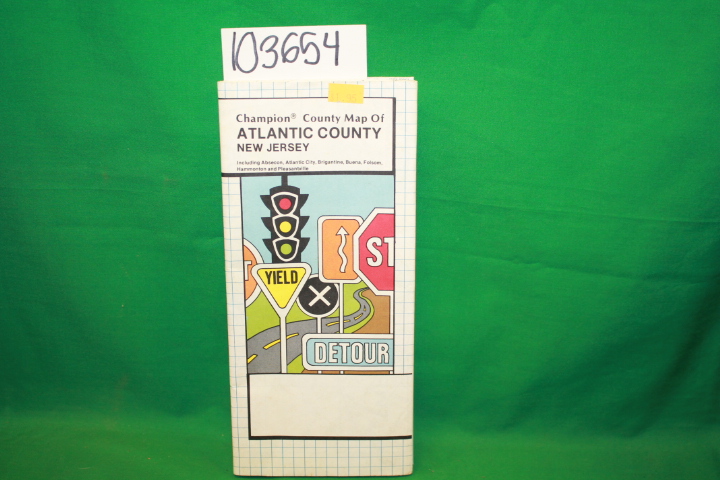 103654
Champion® County Map Of
ATLANTIC COUNTY
NEW JERSEY
Including Absecon, Atlantic City, Brigantine, Buena, Folsom,
Hammonton and Pleasantville
T
ST
YIELD
DETOUR